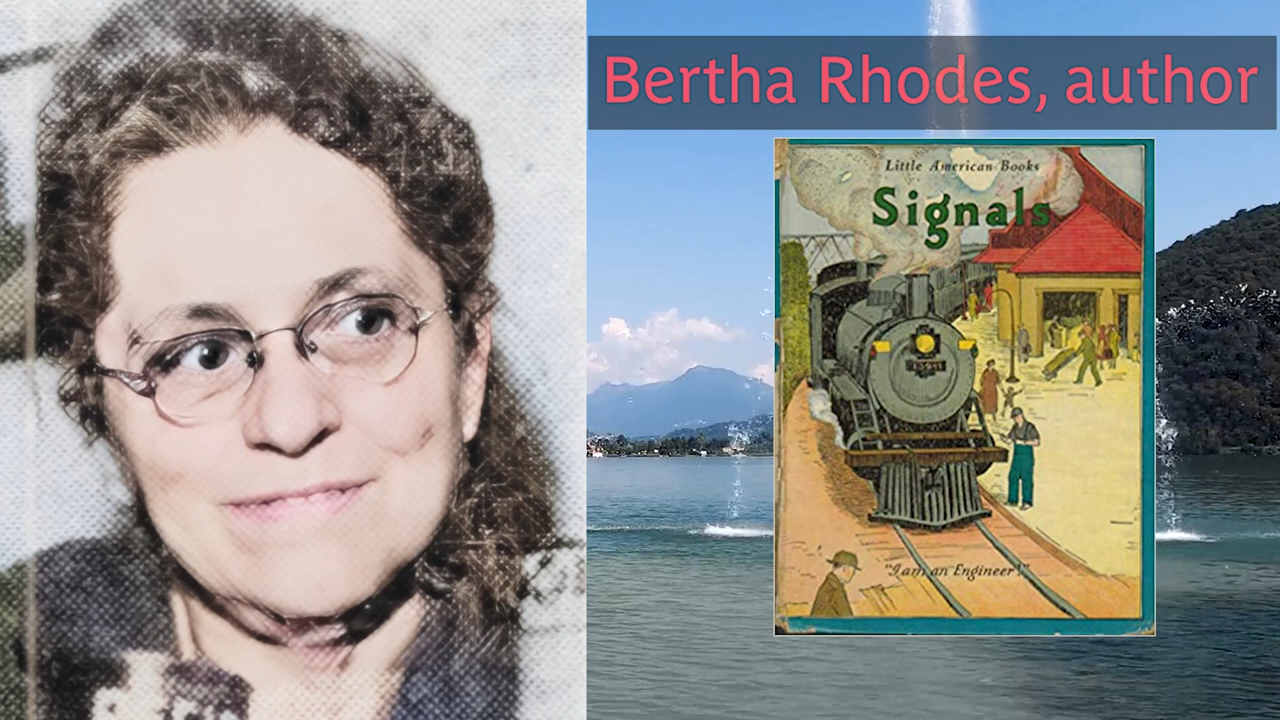 Bertha Rhodes, author
Little American Books
Signals
"I am an Engineer!"